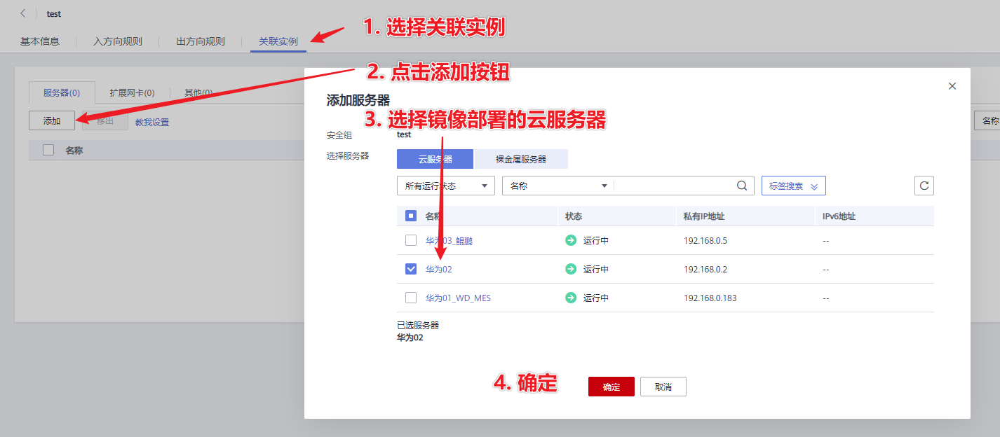 test
1. 选择关联实例
基本信息 入方向规则 出方向规则 关联实例
2. 点击添加按钮
服务器(0) 扩展网卡(0) 其他(0)
添加服务器
3. 选择镜像部署的云服务器
添加 移出 教我设置
名称
安全组 test
名称
选择服务器 云服务器 裸金属服务器
所有运行状态 名称 标签搜索
名称 状态 私有IP地址 IPv6地址
华为03_鲲鹏 运行中 192.168.0.5 --
华为02 运行中 192.168.0.2 --
华为01_WD_MES 运行中 192.168.0.183 --
已选服务器
华为02
4. 确定
确定 取消